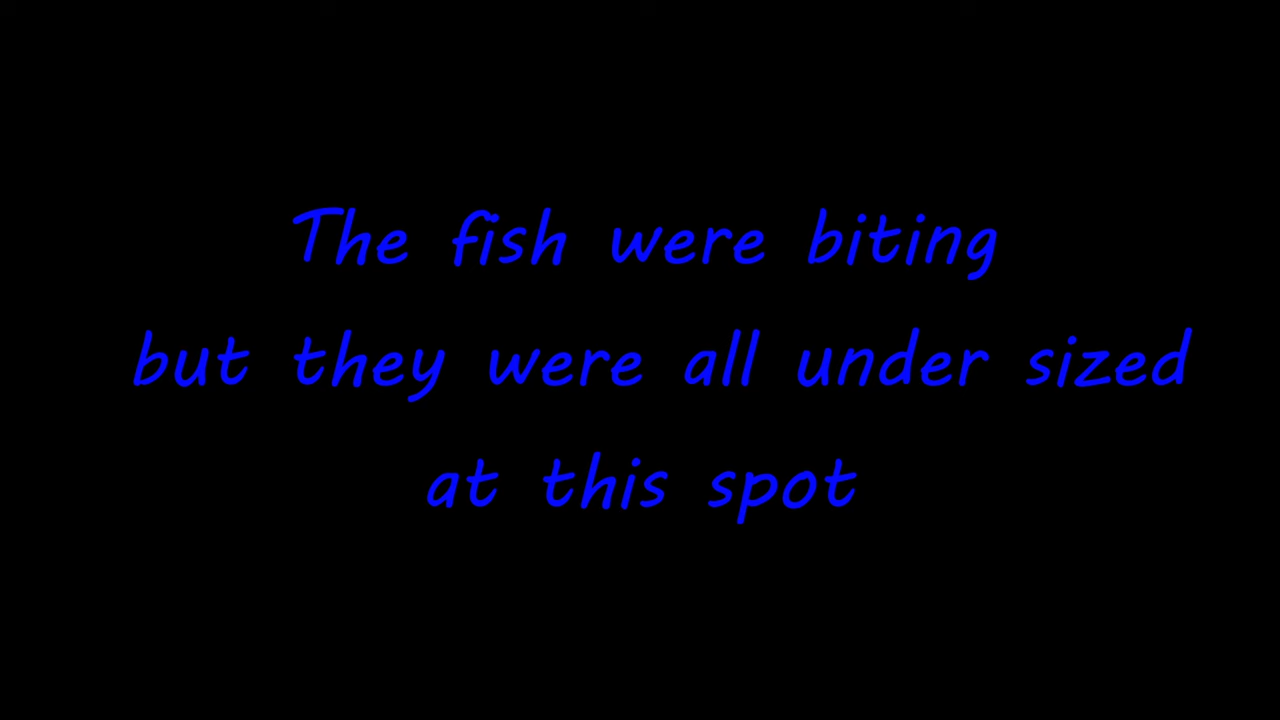 The fish were biting
but they were all under sized
at this spot